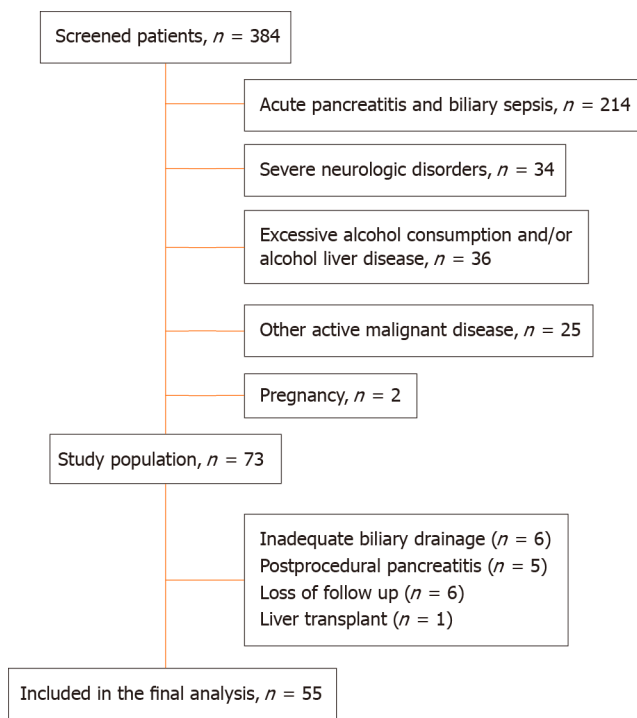 Screened patients, n = 384
Acute pancreatitis and biliary sepsis, n = 214
Severe neurologic disorders, n = 34
Excessive alcohol consumption and/or
alcohol liver disease, n = 36
Other active malignant disease, n = 25
Pregnancy, n = 2
Study population, n = 73
Inadequate biliary drainage (n = 6)
Postprocedural pancreatitis (n = 5)
Loss of follow up (n = 6)
Liver transplant (n = 1)
Included in the final analysis, n = 55